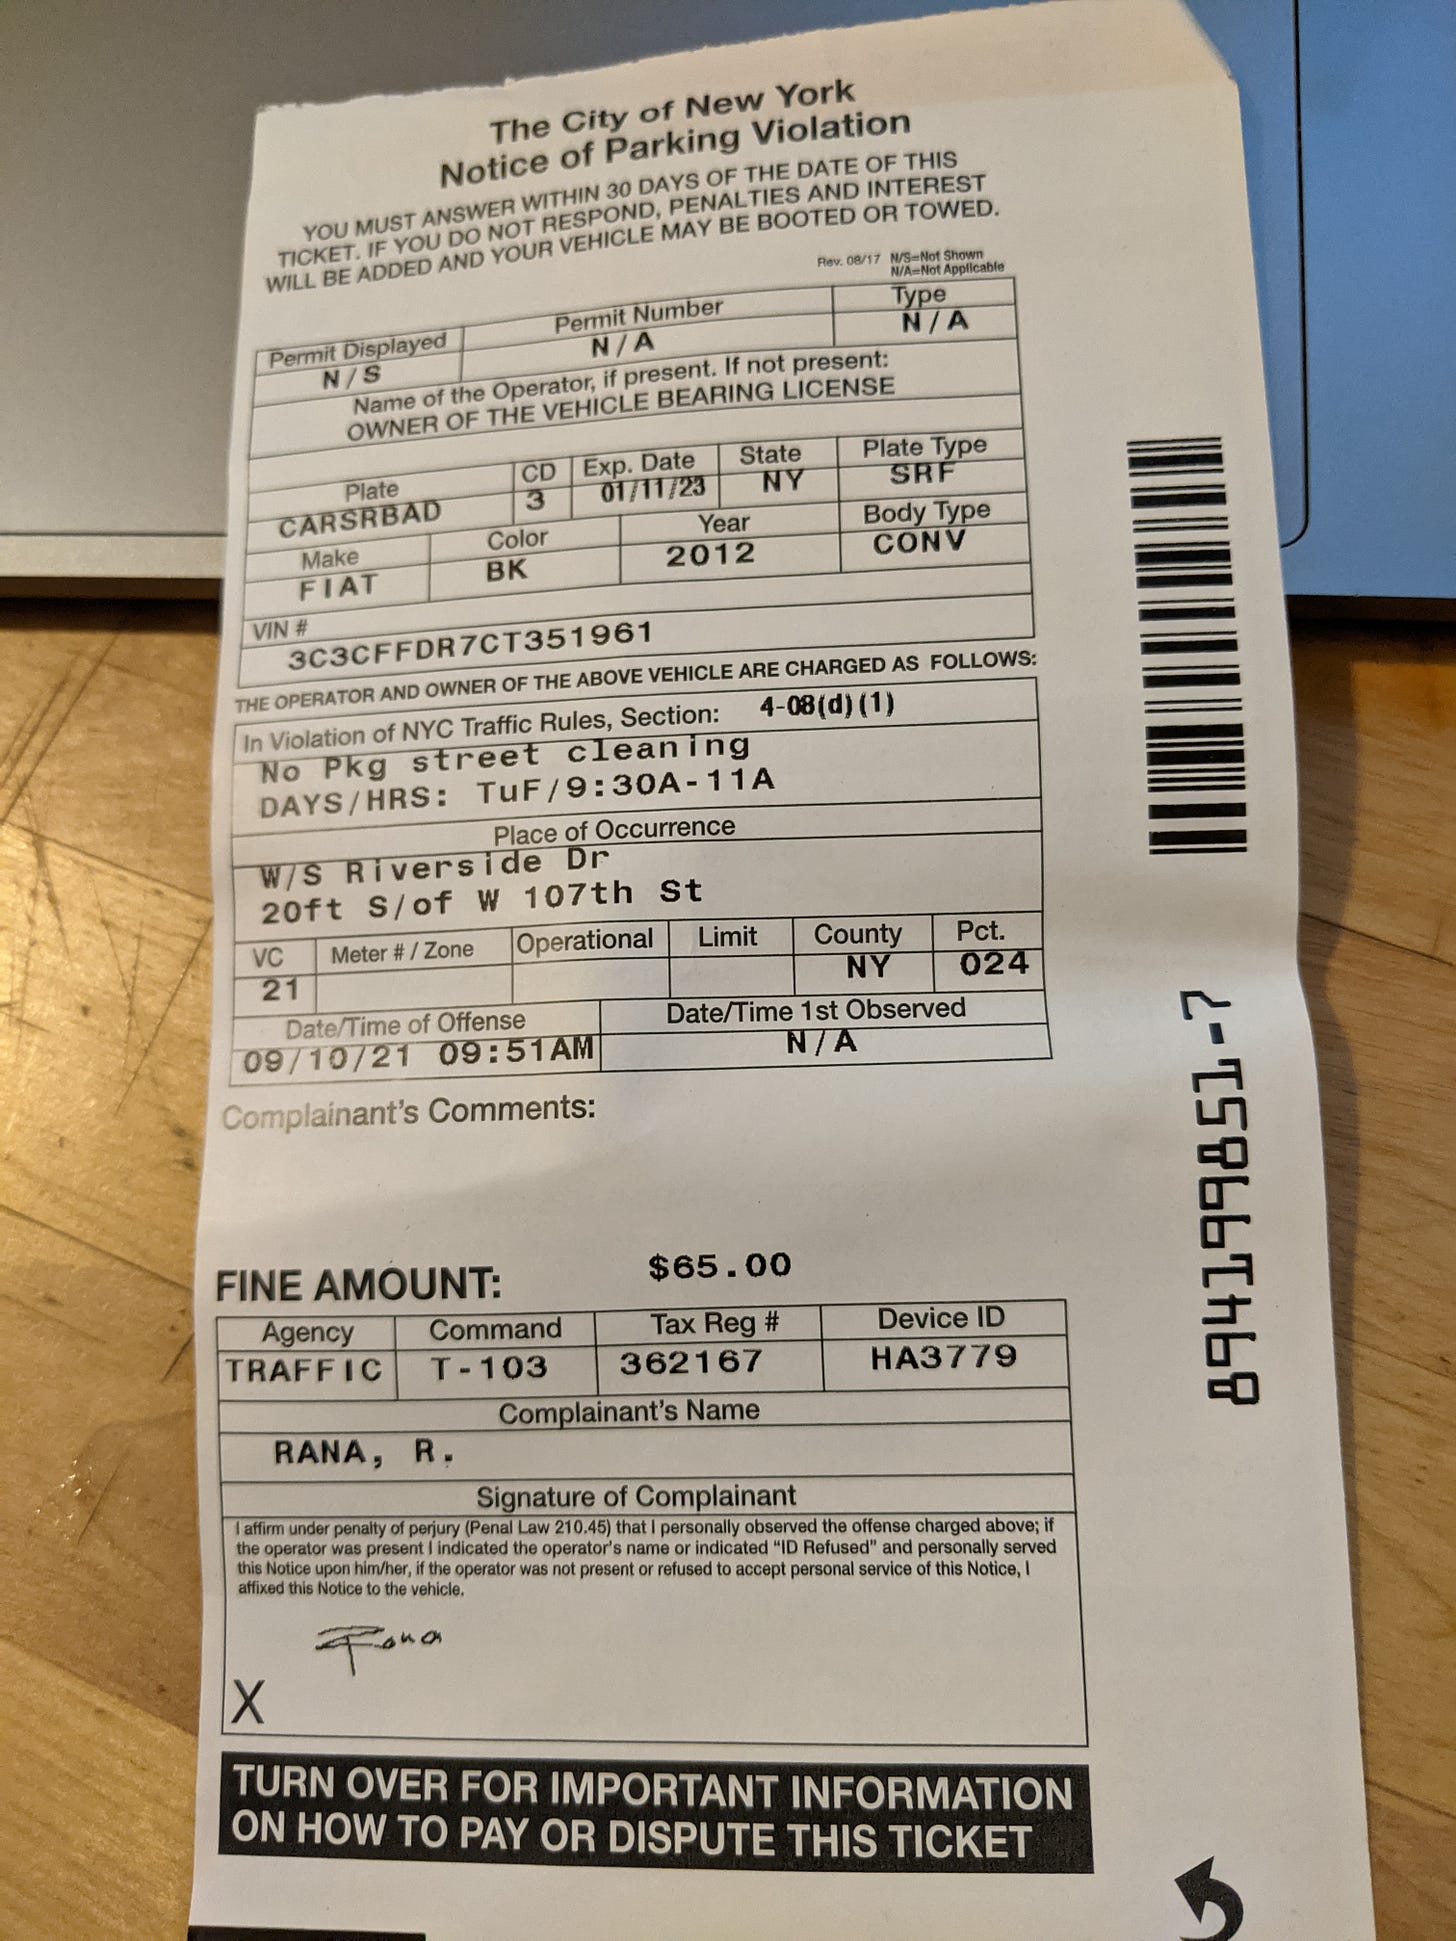 The City of New York
Notice of Parking Violation
YOU MUST ANSWER WITHIN 30 DAYS OF THE DATE OF THIS
TICKET. IF YOU DO NOT RESPOND, PENALTIES AND INTEREST
WILL BE ADDED AND YOUR VEHICLE MAY BE BOOTED OR TOWED.
Rev. 08/17 N/S=Not Shown
N/A=Not Applicable
Permit Displayed Permit Number Type
N/S N/A N/A
Name of the Operator, if present. If not present:
OWNER OF THE VEHICLE BEARING LICENSE
Plate CD Exp. Date State Plate Type
CARSRBAD 3 01/11/23 NY SRF
Make Color Year Body Type
FIAT BK 2012 CONV
VIN #
3C3CFFDR7CT351961
THE OPERATOR AND OWNER OF THE ABOVE VEHICLE ARE CHARGED AS FOLLOWS:
In Violation of NYC Traffic Rules, Section: 4-08(d)(1)
No Pkg street cleaning
DAYS/HRS: TuF/9:30A-11A
Place of Occurrence
W/S Riverside Dr
20ft S/of W 107th St
VC Meter # / Zone Operational Limit County Pct.
21 NY 024
Date/Time of Offense Date/Time 1st Observed
09/10/21 09:51AM N/A
Complainant's Comments:
FINE AMOUNT: $65.00
Agency Command Tax Reg # Device ID
TRAFFIC T-103 362167 HA3779
Complainant's Name
RANA, R.
Signature of Complainant
I affirm under penalty of perjury (Penal Law 210.45) that I personally observed the offense charged above; if
the operator was present I indicated the operator's name or indicated "ID Refused" and personally served
this Notice upon him/her, if the operator was not present or refused to accept personal service of this Notice, I
affixed this Notice to the vehicle.
Rana
X
TURN OVER FOR IMPORTANT INFORMATION
ON HOW TO PAY OR DISPUTE THIS TICKET
894199851-7